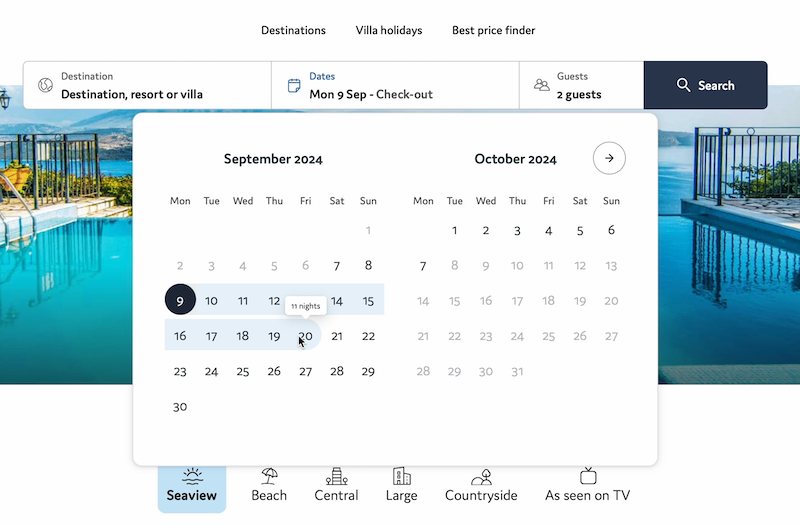 Destinations Villa holidays Best price finder
Destination Dates Guests
Destination, resort or villa Mon 9 Sep - Check-out 2 guests Search
September 2024 October 2024
Mon Tue Wed Thu Fri Sat Sun Mon Tue Wed Thu Fri Sat Sun
1 1 2 3 4 5 6
2 3 4 5 6 7 8 7 8 9 10 11 12 13
11 nights
9 10 11 12 14 15 14 15 16 17 18 19 20
16 17 18 19 20 21 22 21 22 23 24 25 26 27
23 24 25 26 27 28 29 28 29 30 31
30
Seaview Beach Central Large Countryside As seen on TV